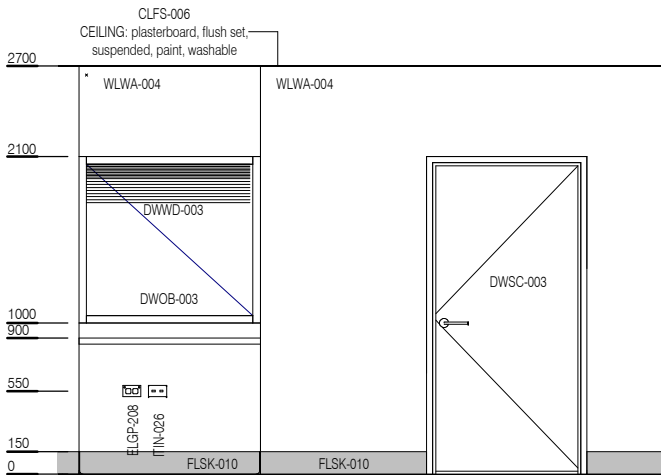 CLFS-006
CEILING: plasterboard, flush set,
suspended, paint, washable
2700
WLWA-004
WLWA-004
2100
DWWD-003
DWSC-003
DWOB-003
1000
900
550
ELGP-208
ITIN-026
150
FLSK-010
FLSK-010
0